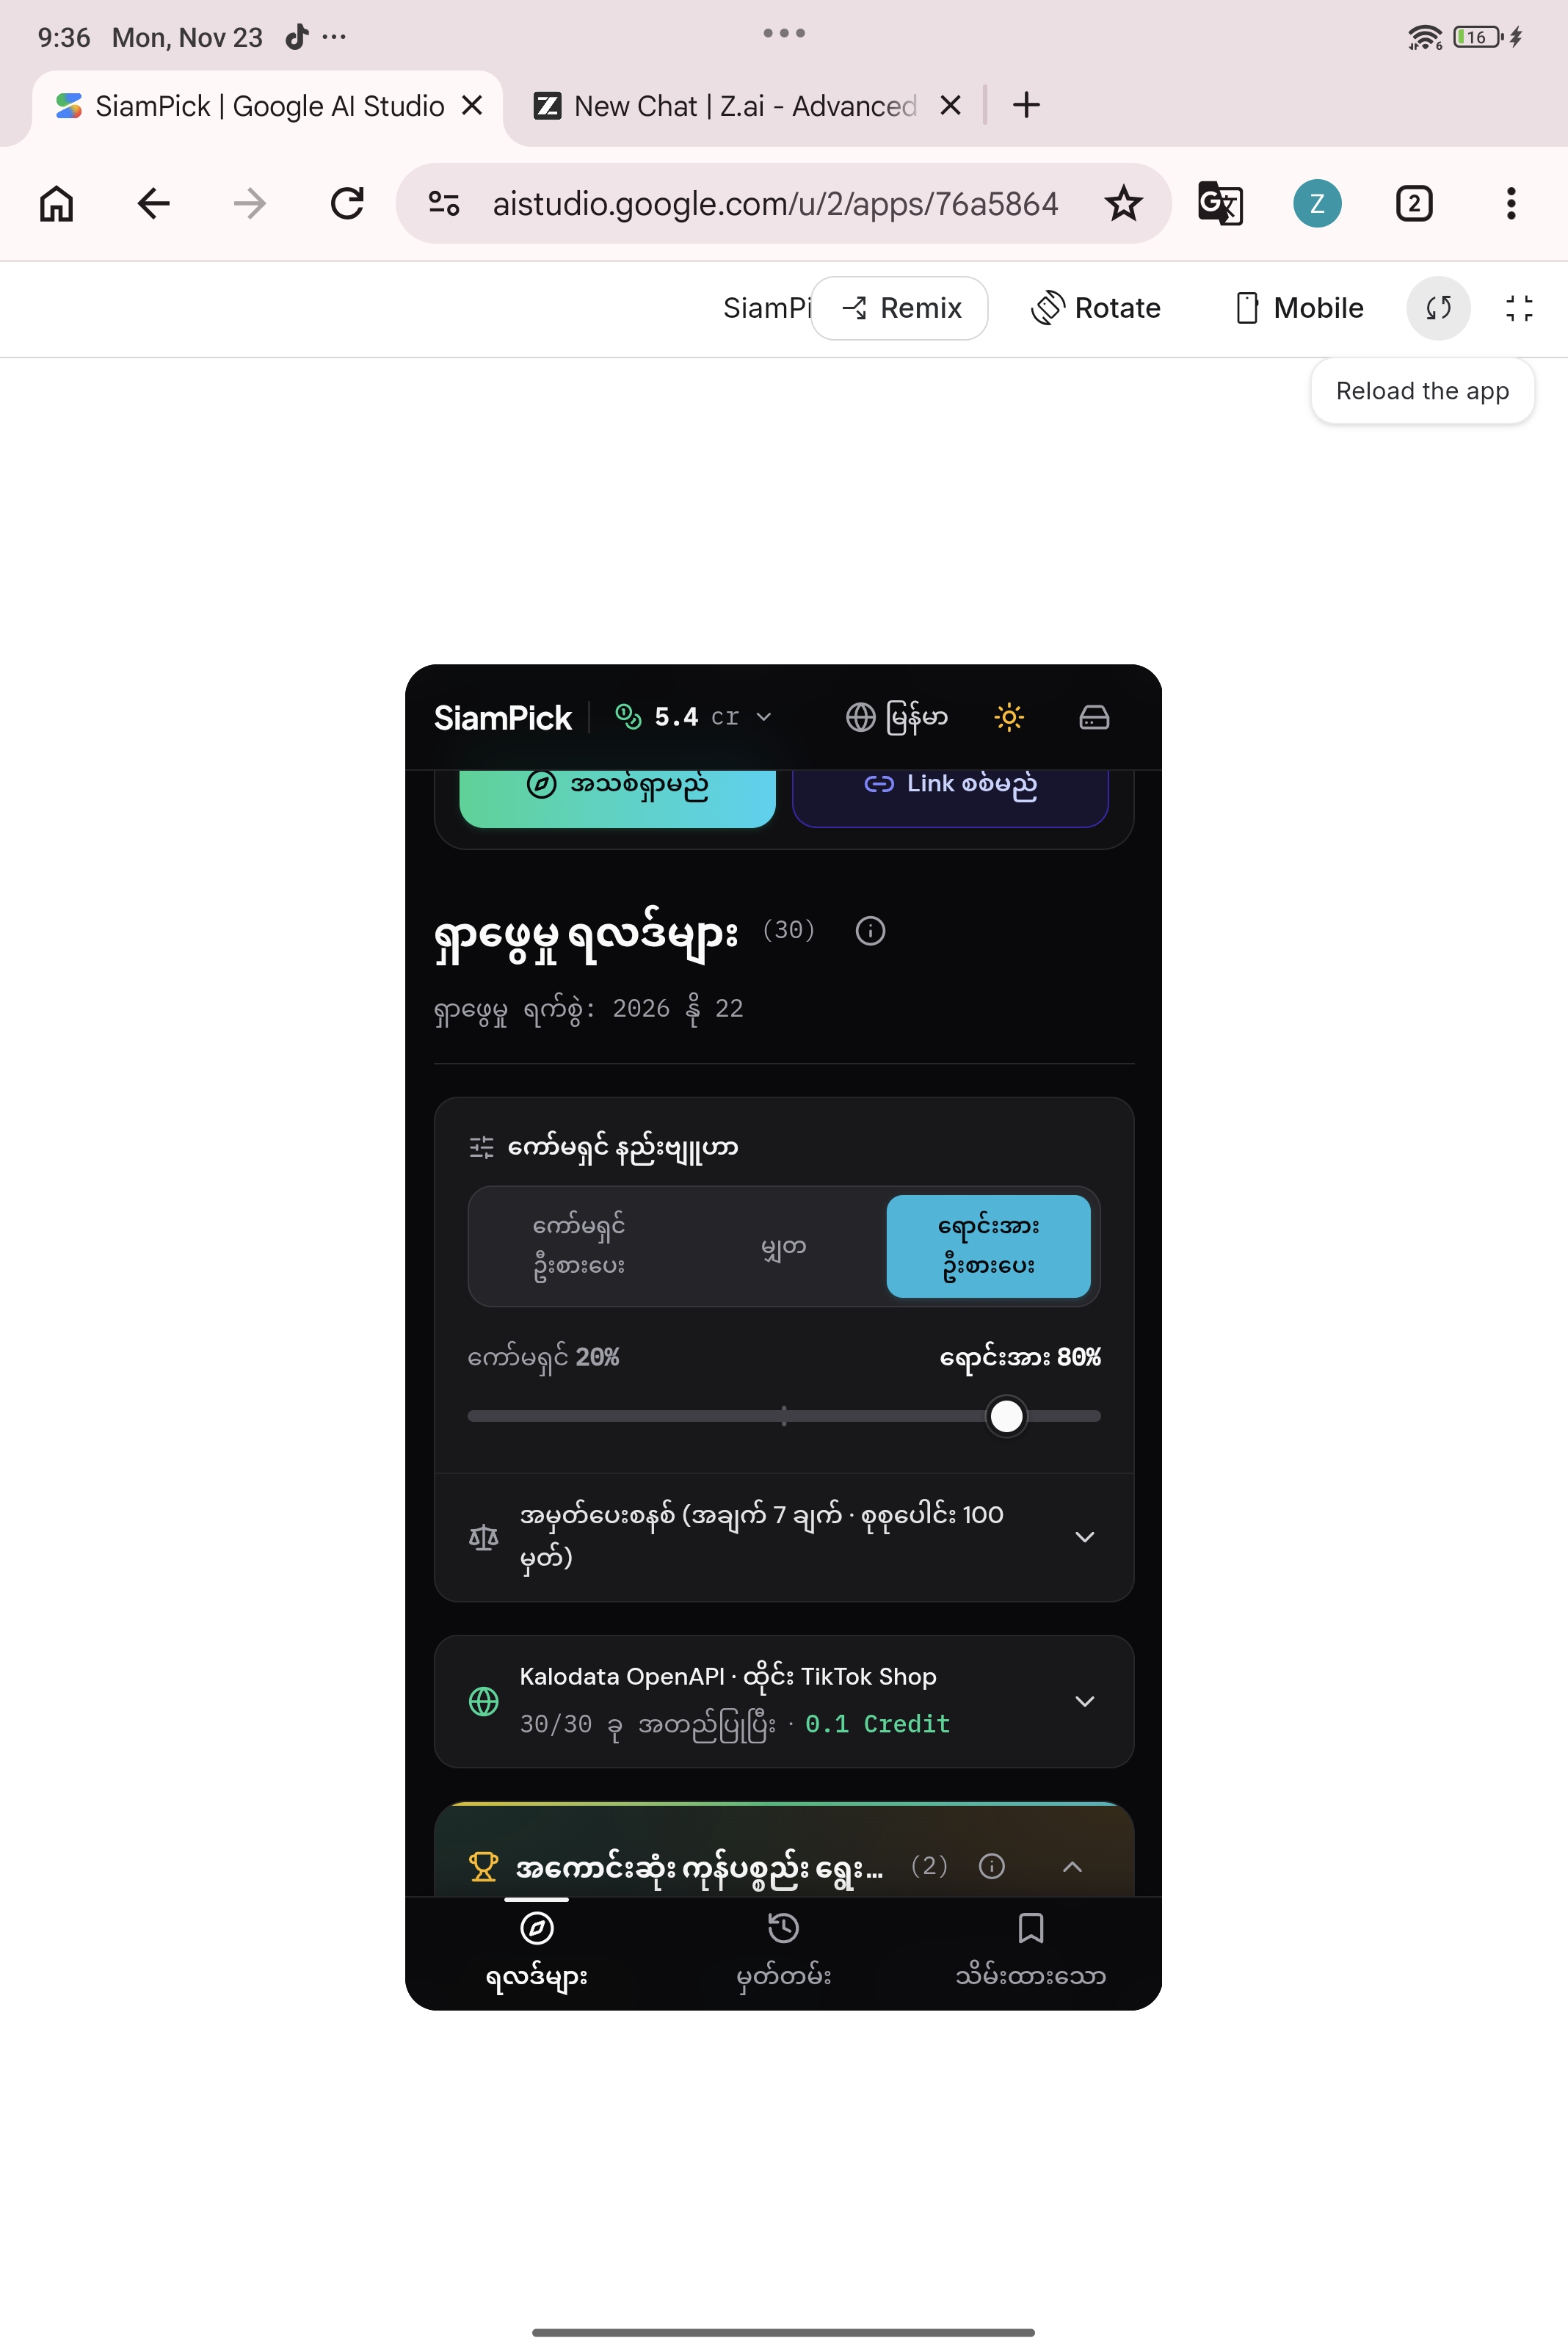 9:36 Mon, Nov 23
16
SiamPick | Google AI Studio
New Chat | Z.ai - Advanced
aistudio.google.com/u/2/apps/76a5864
Z
2
SiamPi
Remix
Rotate
Mobile
Reload the app
SiamPick
5.4 cr
မြန်မာ
အသစ်ရှာမည်
Link စစ်မည်
ရှာဖွေမှု ရလဒ်များ (30)
ရှာဖွေမှု ရက်စွဲ: 2026 နို 22
ကော်မရှင် နည်းဗျူဟာ
ကော်မရှင် ဦးစားပေး
မျှတ
ရောင်းအား ဦးစားပေး
ကော်မရှင် 20%
ရောင်းအား 80%
အမှတ်ပေးစနစ် (အချက် 7 ချက် · စုစုပေါင်း 100
မှတ်)
Kalodata OpenAPI · ထိုင်း TikTok Shop
30/30 ခု အတည်ပြုပြီး · 0.1 Credit
အကောင်းဆုံး ကုန်ပစ္စည်း ရွေး... (2)
ရလဒ်များ
မှတ်တမ်း
သိမ်းထားသော